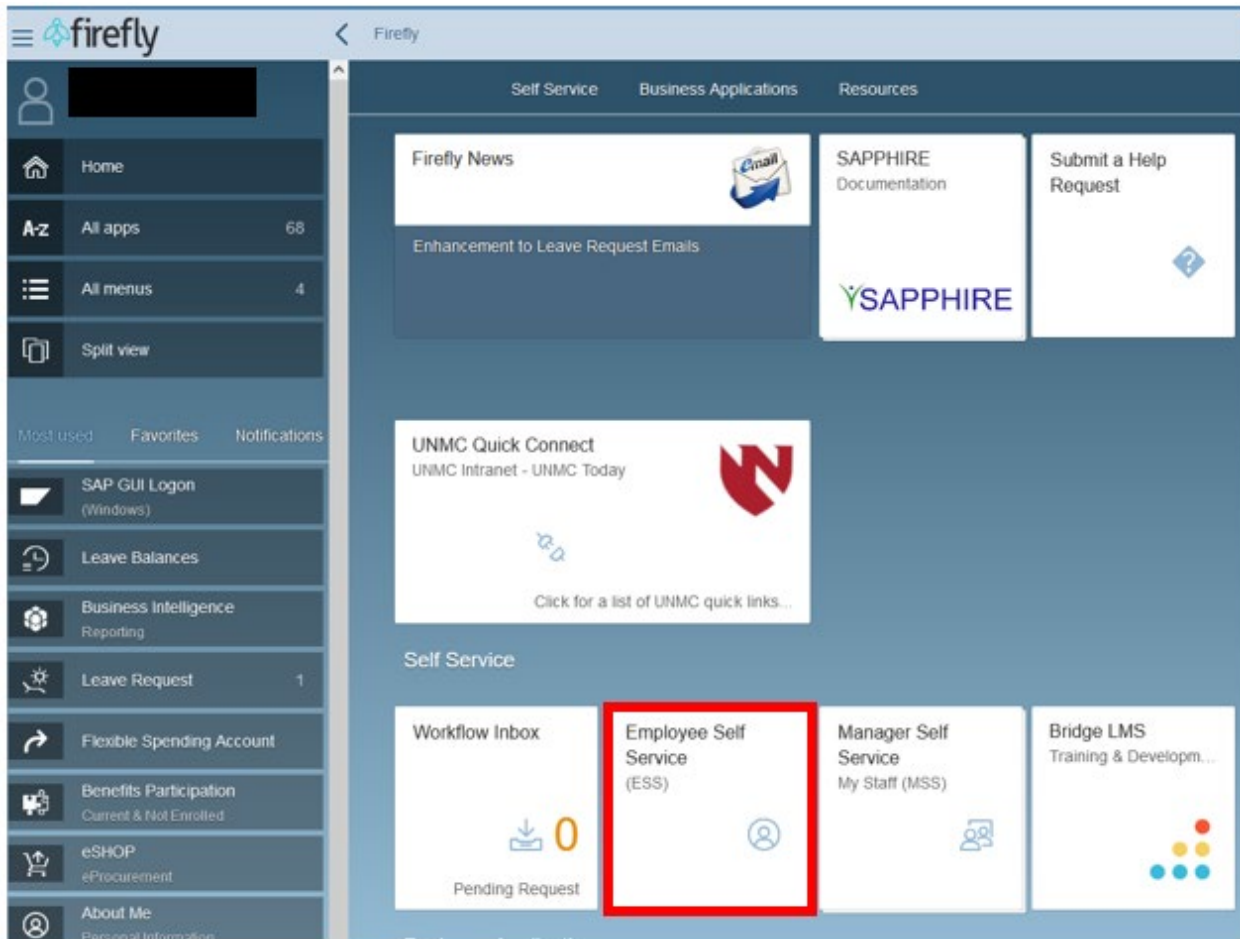 firefly
Firefly
Home
All apps 68
All menus 4
Split view
Most used Favorites Notifications
SAP GUI Logon
(Windows)
Leave Balances
Business Intelligence
Reporting
Leave Request 1
Flexible Spending Account
Benefits Participation
Current & Not Enrolled
eSHOP
eProcurement
About Me
Personal Information
Self Service Business Applications Resources
Firefly News
Email
Enhancement to Leave Request Emails
SAPPHIRE
Documentation
SAPPHIRE
Submit a Help
Request
?
UNMC Quick Connect
UNMC Intranet - UNMC Today
N
Click for a list of UNMC quick links...
Self Service
Workflow Inbox
0
Pending Request
Employee Self
Service
(ESS)
Manager Self
Service
My Staff (MSS)
Bridge LMS
Training & Developm...